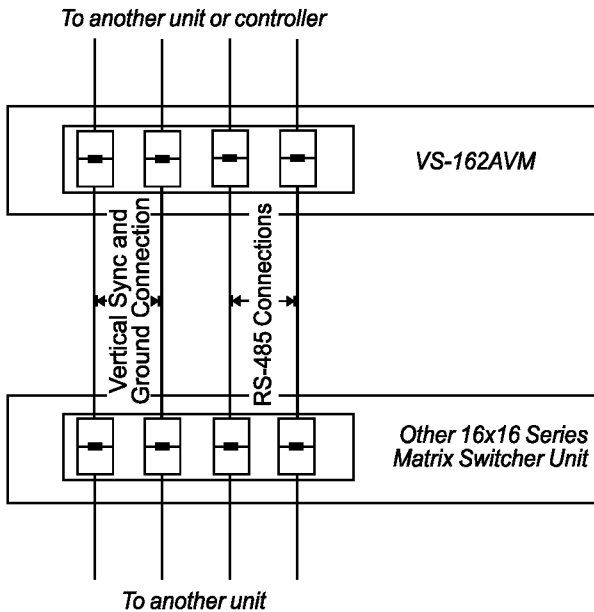 To another unit or controller
VS-162AVM
Vertical Sync and
Ground Connection
RS-485 Connections
Other 16x16 Series
Matrix Switcher Unit
To another unit